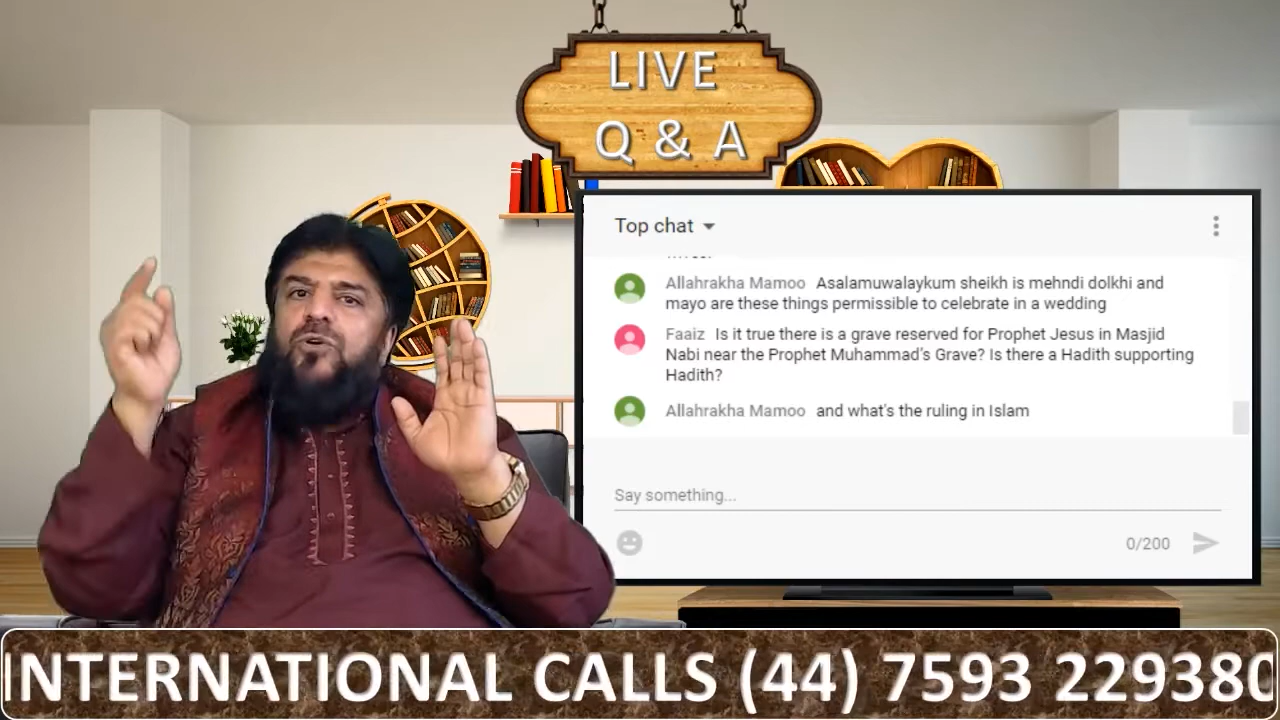 LIVE
Q & A
Top chat
Allahrakha Mamoo Asalamuwalaykum sheikh is mehndi dolkhi and
mayo are these things permissible to celebrate in a wedding
Faaiz Is it true there is a grave reserved for Prophet Jesus in Masjid
Nabi near the Prophet Muhammad's Grave? Is there a Hadith supporting
Hadith?
Allahrakha Mamoo and what's the ruling in Islam
Say something...
0/200
INTERNATIONAL CALLS (44) 7593 229380